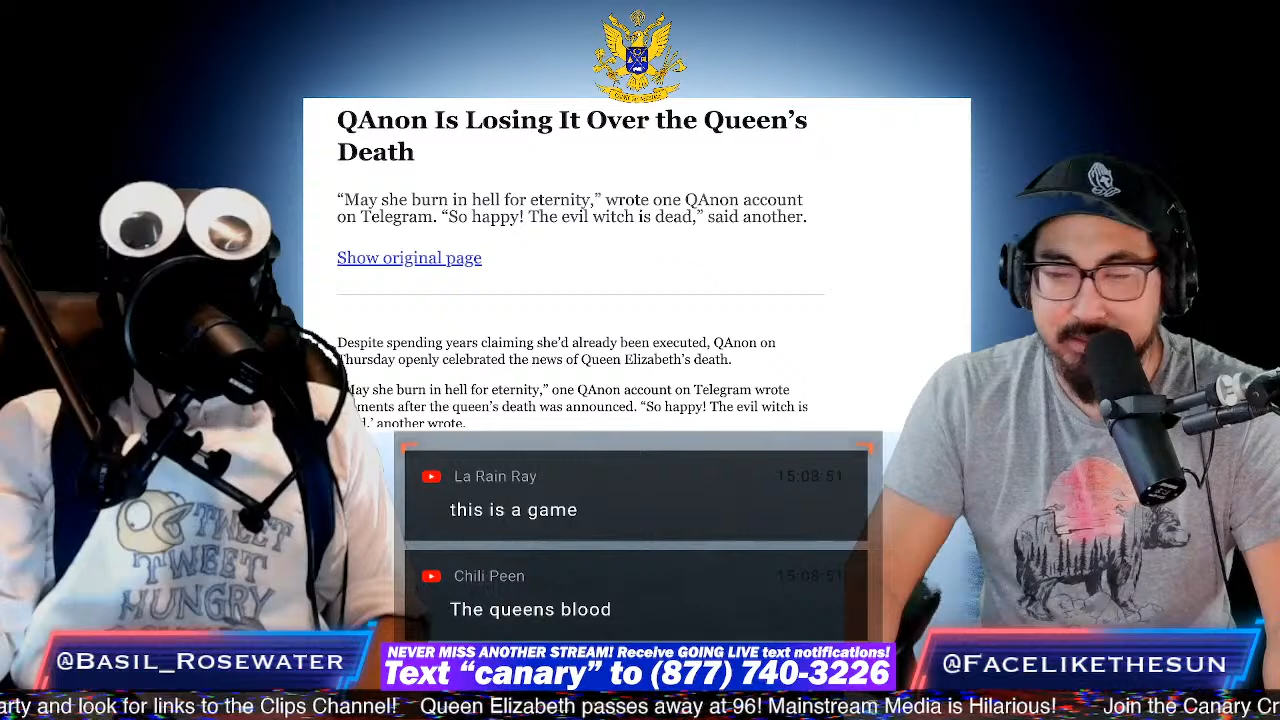 QAnon Is Losing It Over the Queen’s
Death
“May she burn in hell for eternity,” wrote one QAnon account
on Telegram. “So happy! The evil witch is dead,” said another.
Show original page
Despite spending years claiming she’d already been executed, QAnon on
Thursday openly celebrated the news of Queen Elizabeth’s death.
May she burn in hell for eternity,” one QAnon account on Telegram wrote
ments after the queen’s death was announced. “So happy! The evil witch is
another wrote.
La Rain Ray 15:08:51
this is a game
Chili Peen 15:08:51
The queens blood
TWEET
TWEET
HUNGRY
@BASIL_ROSEWATER
@FACELIKETHESUN
NEVER MISS ANOTHER STREAM! Receive GOING LIVE text notifications!
Text “canary” to (877) 740-3226
arty and look for links to the Clips Channel! Queen Elizabeth passes away at 96! Mainstream Media is Hilarious! Join the Canary Cr